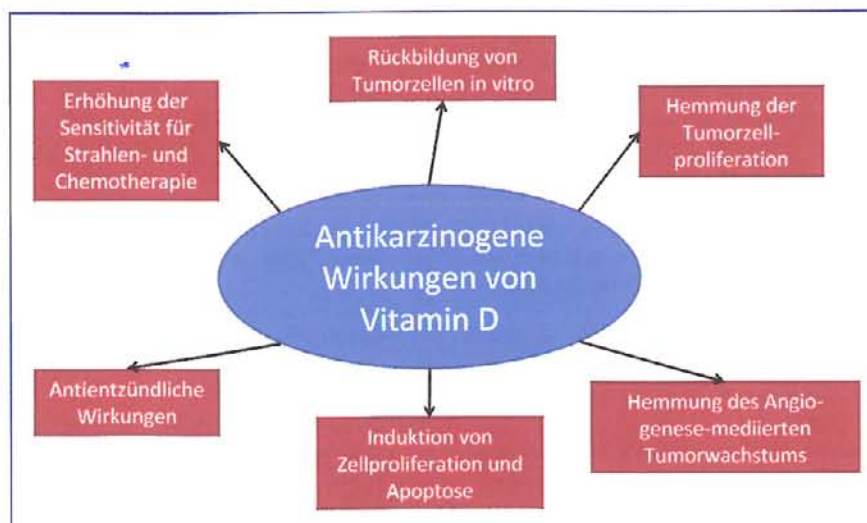 Rückbildung von
Tumorzellen in vitro
Erhöhung der
Sensitivität für
Strahlen- und
Chemotherapie
Hemmung der
Tumorzell-
proliferation
Antikarzinogene
Wirkungen von
Vitamin D
Antientzündliche
Wirkungen
Induktion von
Zellproliferation und
Apoptose
Hemmung des Angio-
genese-mediierten
Tumorwachstums